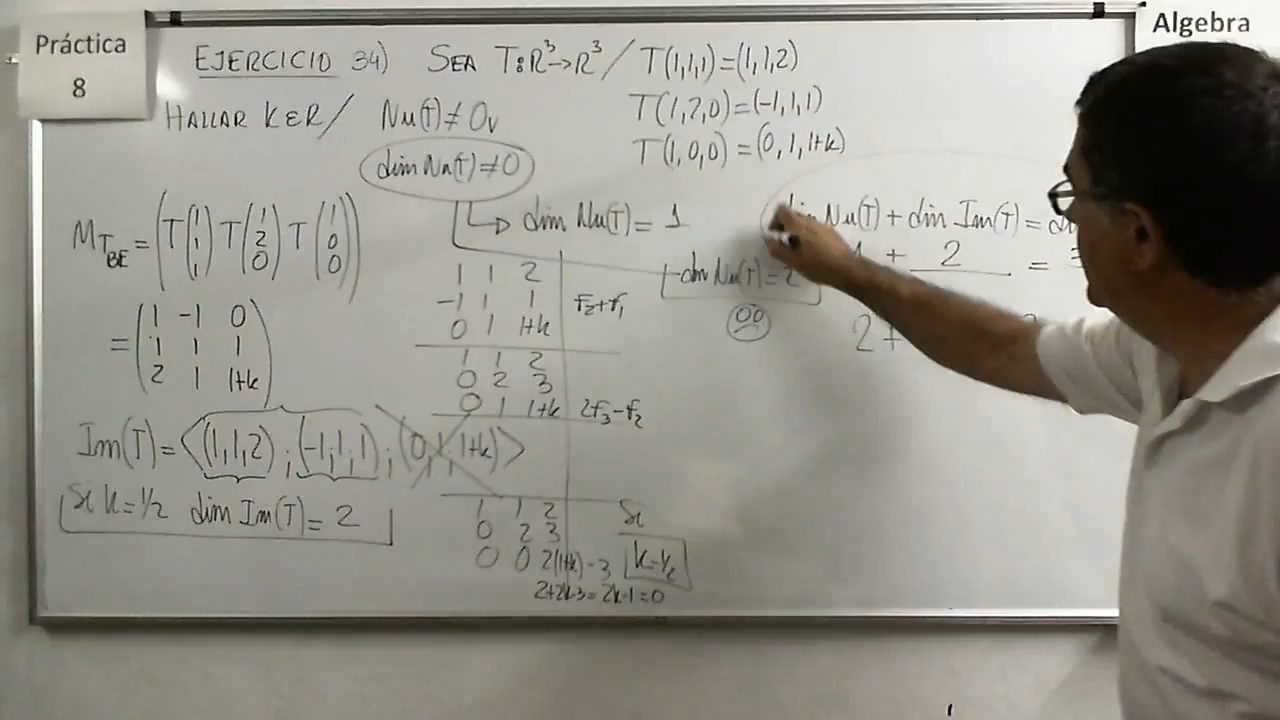 Práctica
8
Algebra
EJERCICIO 34) SEA T:R³→R³ / T(1,1,1)=(1,1,2)
HALLAR KER/ Nu(T)≠0v T(1,2,0)=(-1,1,1)
T(1,0,0)=(0,1,1+k)
dim Nu(T)≠0
dim Nu(T)= 1
dim Nu(T)+dim Im(T)=
1 + 2 =
dim Nu(T)=2
2+
M_T_BE = (T(1 1 1) T(1 2 0) T(1 0 0))
= 1 -1 0
1 1 1
2 1 1+k
1 1 2
-1 1 1 F2+F1
0 1 1+k
1 1 2
0 2 3
0 1 1+k 2F3-F2
Im(T)=<(1,1,2);(-1,1,1);(0,1,1+k)>
Si k=1/2 dim Im(T)= 2
1 1 2 Si
0 2 3
0 0 2(1+k)-3 k=1/2
2+2k-3=2k-1=0